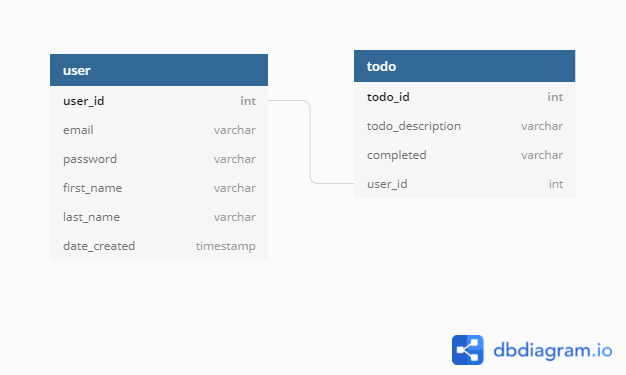 user
user_id int
email varchar
password varchar
first_name varchar
last_name varchar
date_created timestamp
todo
todo_id int
todo_description varchar
completed varchar
user_id int
dbdiagram.io